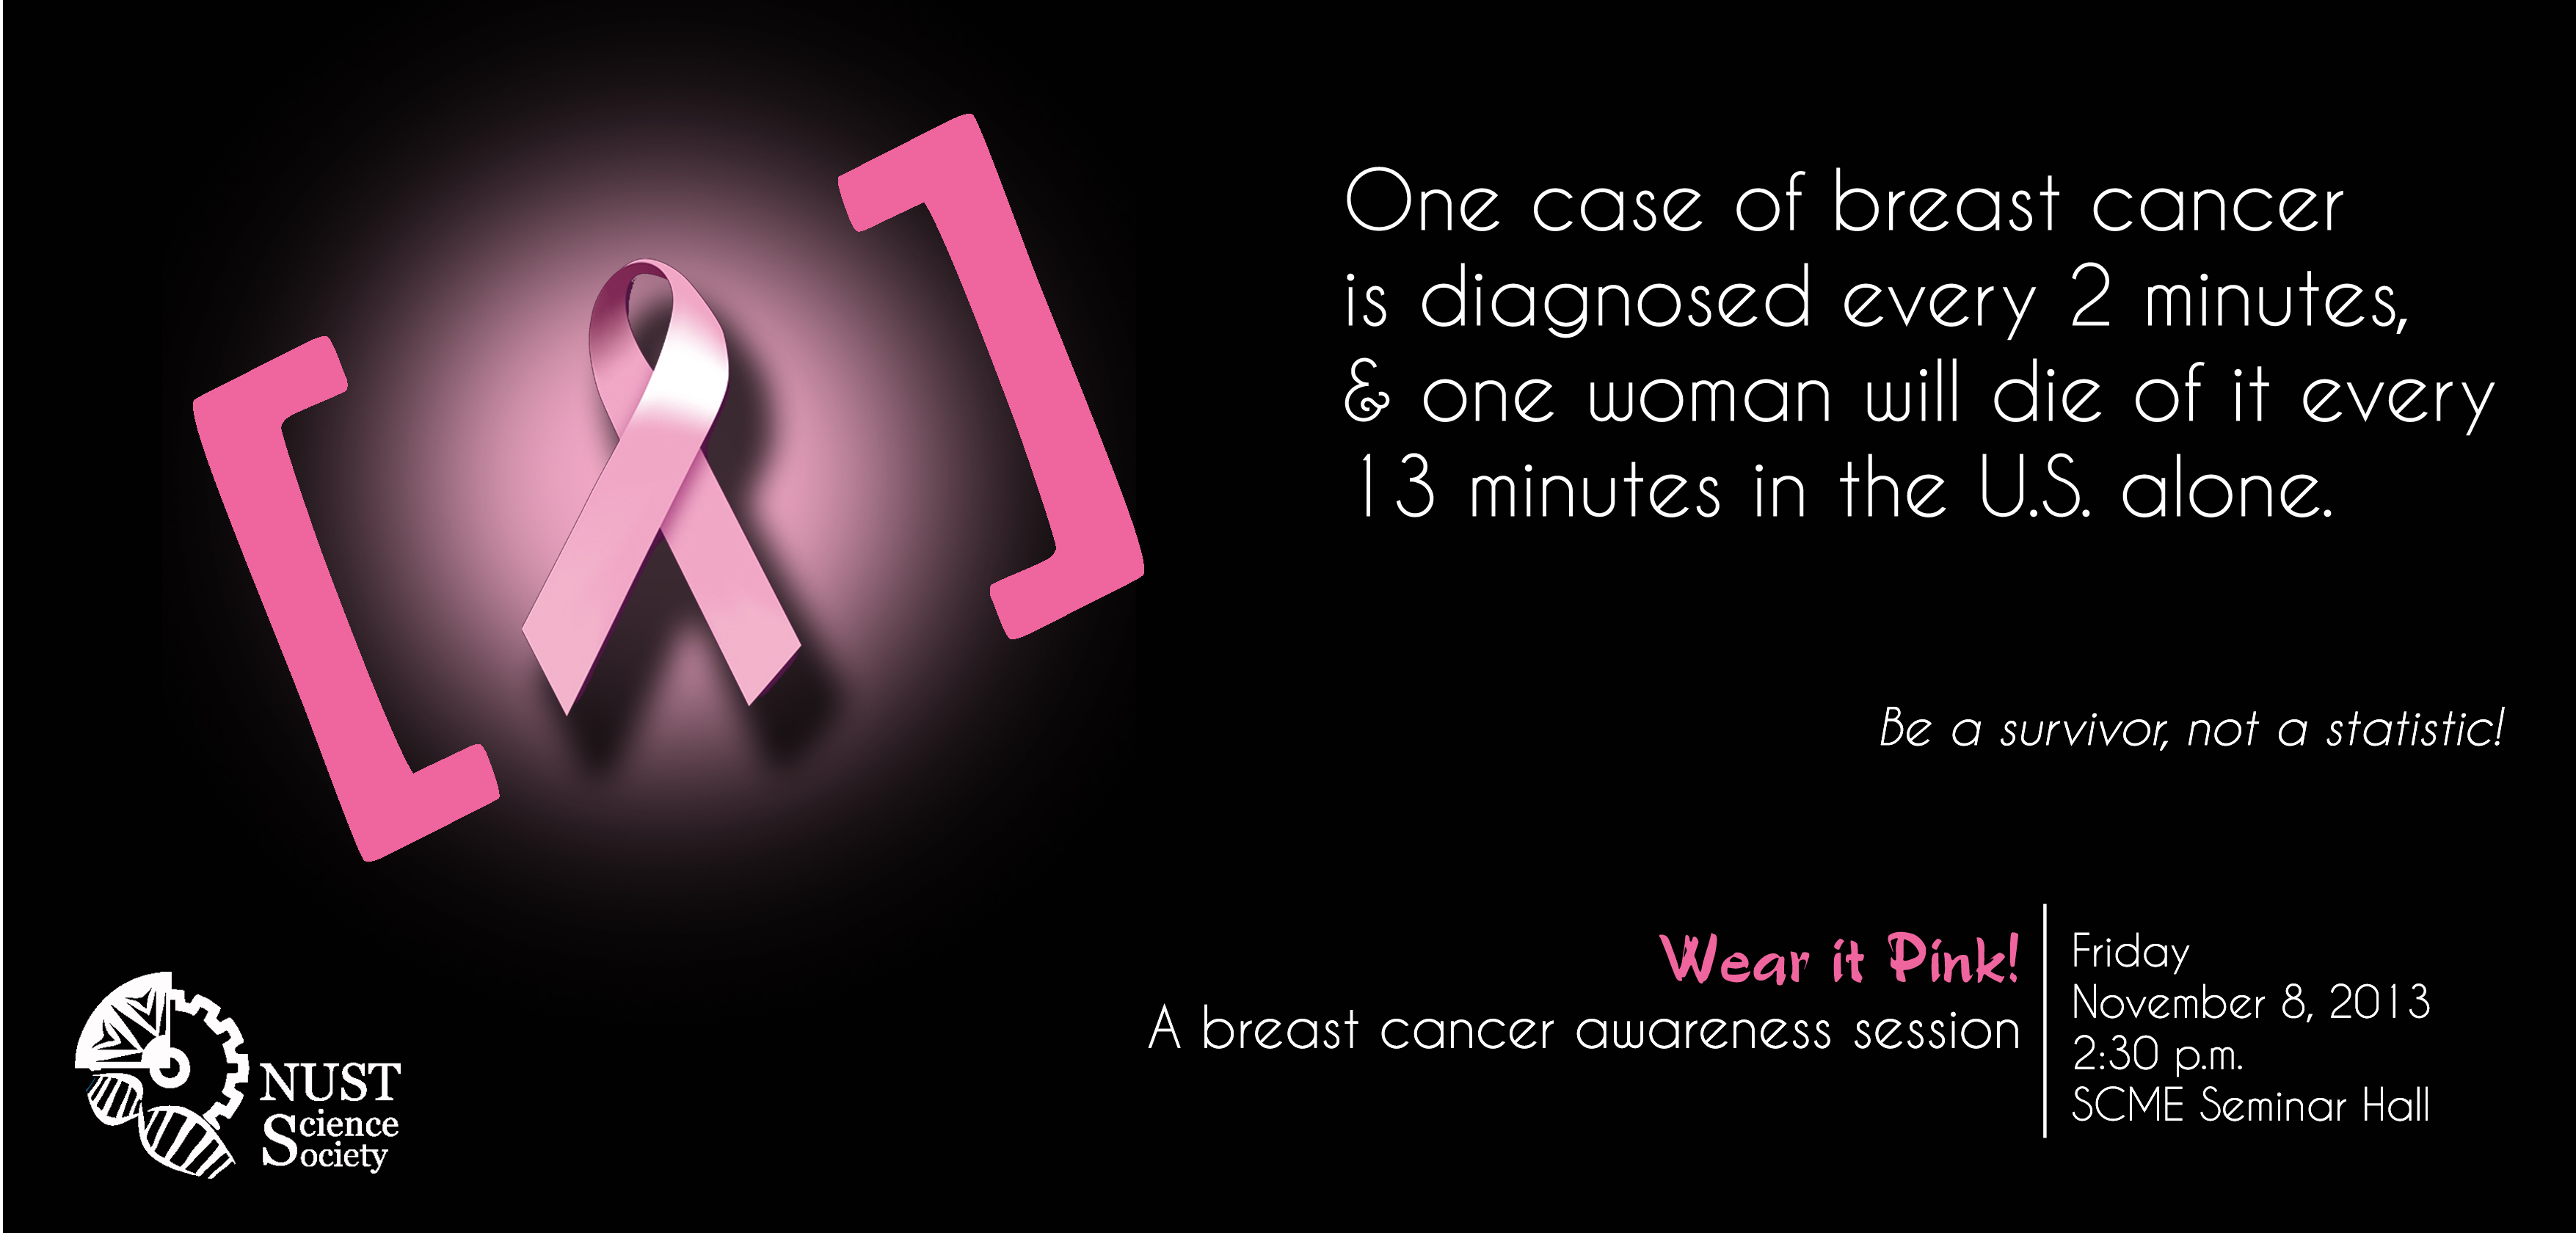 One case of breast cancer
is diagnosed every 2 minutes,
& one woman will die of it every
13 minutes in the U.S. alone.
Be a survivor, not a statistic!
Wear it Pink!
A breast cancer awareness session
Friday
November 8, 2013
2:30 p.m.
SCME Seminar Hall
NUST
Science
Society